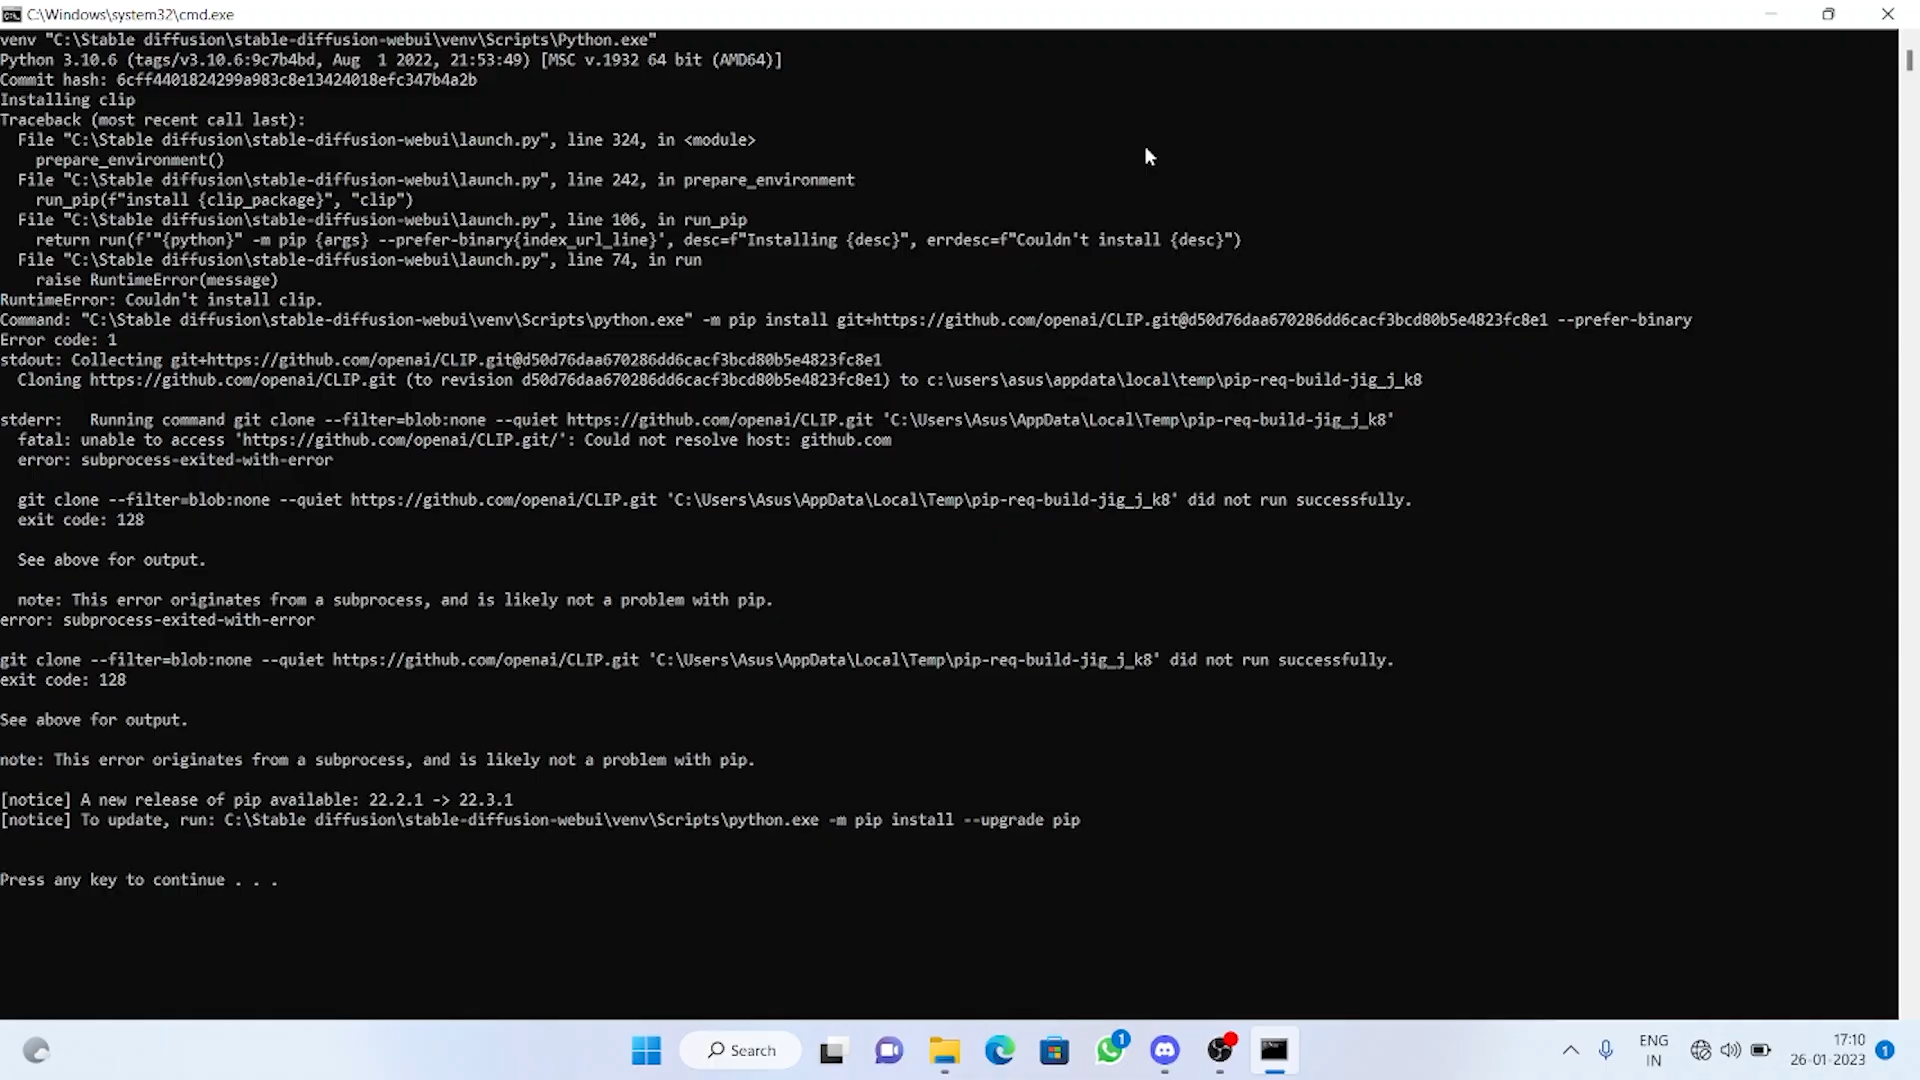 C:\Windows\system32\cmd.exe
venv "C:\Stable diffusion\stable-diffusion-webui\venv\Scripts\Python.exe"
Python 3.10.6 (tags/v3.10.6:9c7b4bd, Aug  1 2022, 21:53:49) [MSC v.1932 64 bit (AMD64)]
Commit hash: 6cff4401824299a983c8e13424018efc347b4a2b
Installing clip
Traceback (most recent call last):
  File "C:\Stable diffusion\stable-diffusion-webui\launch.py", line 324, in <module>
    prepare_environment()
  File "C:\Stable diffusion\stable-diffusion-webui\launch.py", line 242, in prepare_environment
    run_pip(f"install {clip_package}", "clip")
  File "C:\Stable diffusion\stable-diffusion-webui\launch.py", line 106, in run_pip
    return run(f'"{python}" -m pip {args} --prefer-binary{index_url_line}', desc=f"Installing {desc}", errdesc=f"Couldn't install {desc}")
  File "C:\Stable diffusion\stable-diffusion-webui\launch.py", line 74, in run
    raise RuntimeError(message)
RuntimeError: Couldn't install clip.
Command: "C:\Stable diffusion\stable-diffusion-webui\venv\Scripts\python.exe" -m pip install git+https://github.com/openai/CLIP.git@d50d76daa670286dd6cacf3bcd80b5e4823fc8e1 --prefer-binary
Error code: 1
stdout: Collecting git+https://github.com/openai/CLIP.git@d50d76daa670286dd6cacf3bcd80b5e4823fc8e1
  Cloning https://github.com/openai/CLIP.git (to revision d50d76daa670286dd6cacf3bcd80b5e4823fc8e1) to c:\users\asus\appdata\local\temp\pip-req-build-jig_j_k8
stderr:   Running command git clone --filter=blob:none --quiet https://github.com/openai/CLIP.git 'C:\Users\Asus\AppData\Local\Temp\pip-req-build-jig_j_k8'
  fatal: unable to access 'https://github.com/openai/CLIP.git/': Could not resolve host: github.com
  error: subprocess-exited-with-error
  git clone --filter=blob:none --quiet https://github.com/openai/CLIP.git 'C:\Users\Asus\AppData\Local\Temp\pip-req-build-jig_j_k8' did not run successfully.
  exit code: 128
  See above for output.
  note: This error originates from a subprocess, and is likely not a problem with pip.
error: subprocess-exited-with-error
git clone --filter=blob:none --quiet https://github.com/openai/CLIP.git 'C:\Users\Asus\AppData\Local\Temp\pip-req-build-jig_j_k8' did not run successfully.
exit code: 128
See above for output.
note: This error originates from a subprocess, and is likely not a problem with pip.
[notice] A new release of pip available: 22.2.1 -> 22.3.1
[notice] To update, run: C:\Stable diffusion\stable-diffusion-webui\venv\Scripts\python.exe -m pip install --upgrade pip
Press any key to continue . . .
Search
1
ENG
IN
17:10
26-01-2023
1